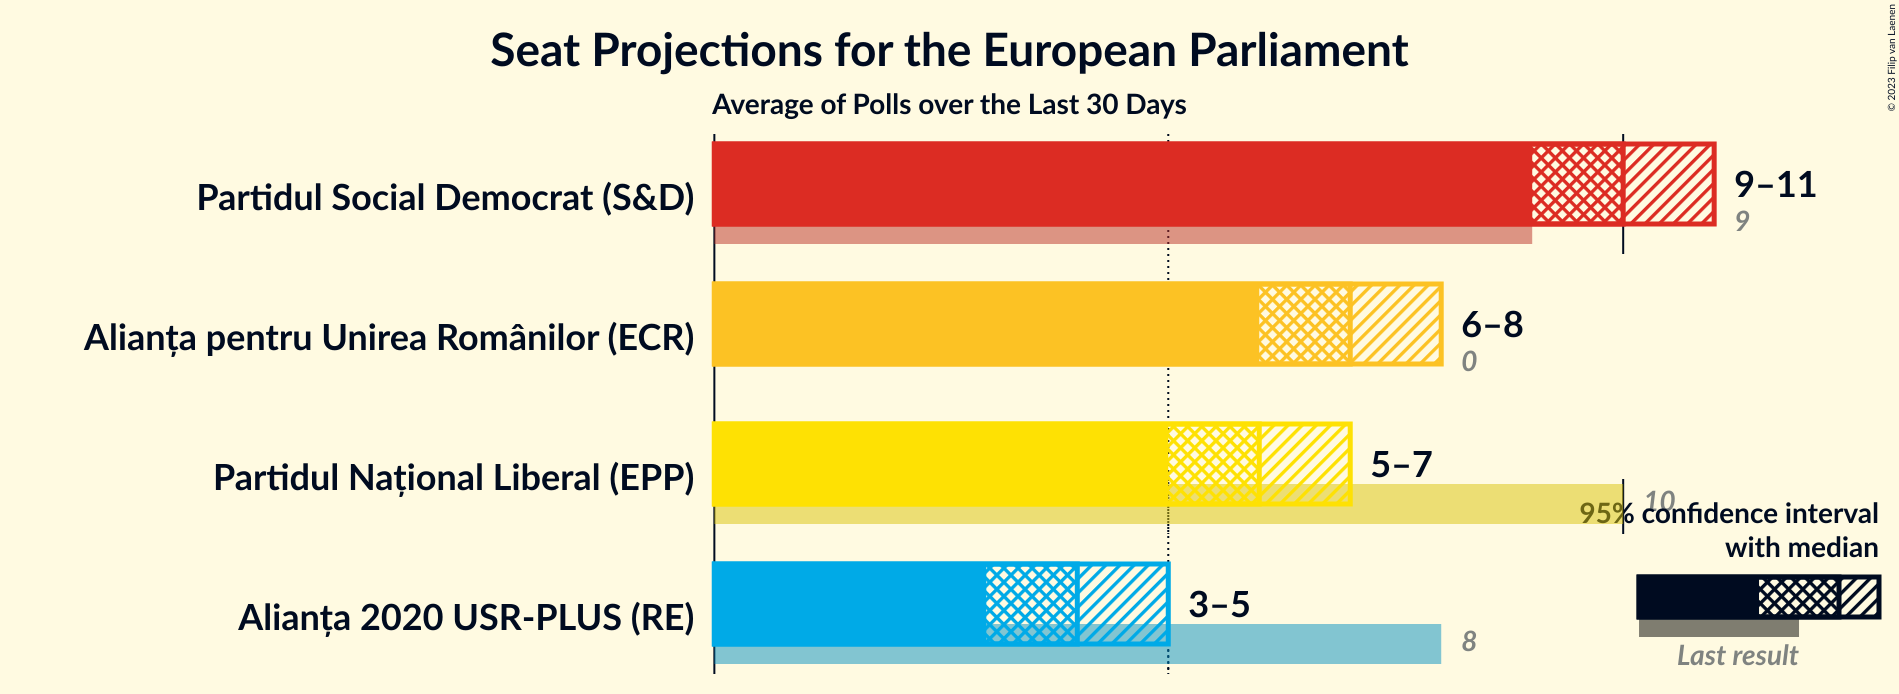 Seat Projections for the European Parliament
Average of Polls over the Last 30 Days
Partidul Social Democrat (S&D)
9–11
9
Alianța pentru Unirea Românilor (ECR)
6–8
0
Partidul Național Liberal (EPP)
5–7
10
Alianța 2020 USR-PLUS (RE)
3–5
8
95% confidence interval
with median
Last result
© 2023 Filip van Laenen